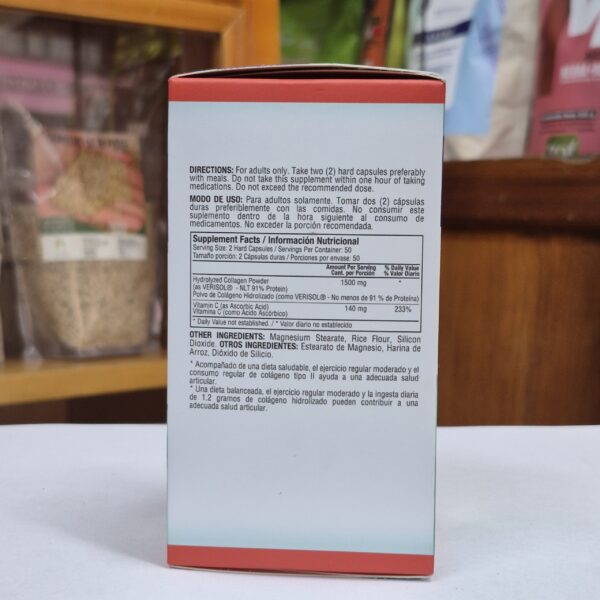 DIRECTIONS: For adults only. Take two (2) hard capsules preferably
with meals. Do not take this supplement within one hour of taking
medications. Do not exceed the recommended dose.
MODO DE USO: Para adultos solamente. Tomar dos (2) cápsulas
duras preferiblemente con las comidas. No consumir este
suplemento dentro de la hora siguiente al consumo de
medicamentos. No exceder la porción recomendada.
Supplement Facts / Información Nutricional
Serving Size: 2 Hard Capsules / Servings Per Container: 50
Tamaño porción: 2 Cápsulas duras / Porciones por envase: 50
Amount Per Serving % Daily Value
Cant. per Porción % Valor Diario
Hydrolyzed Collagen Powder 1500 mg *
(as VERISOL® - NLT 91% Protein)
Polvo de Colágeno Hidrolizado (como VERISOL® - No menos de 91 % de Proteína)
Vitamin C (as Ascorbic Acid) 140 mg 233%
Vitamina C (como Ácido Ascórbico)
* Daily Value not established. / * Valor diario no establecido
OTHER INGREDIENTS: Magnesium Stearate, Rice Flour, Silicon
Dioxide. OTROS INGREDIENTES: Estearato de Magnesio, Harina de
Arroz, Dióxido de Silicio.
* Acompañado de una dieta saludable, el ejercicio regular moderado y el
consumo regular de colágeno tipo II ayuda a una adecuada salud
articular.
* Una dieta balanceada, el ejercicio regular moderado y la ingesta diaria
de 1.2 gramos de colágeno hidrolizado pueden contribuir a una
adecuada salud articular.